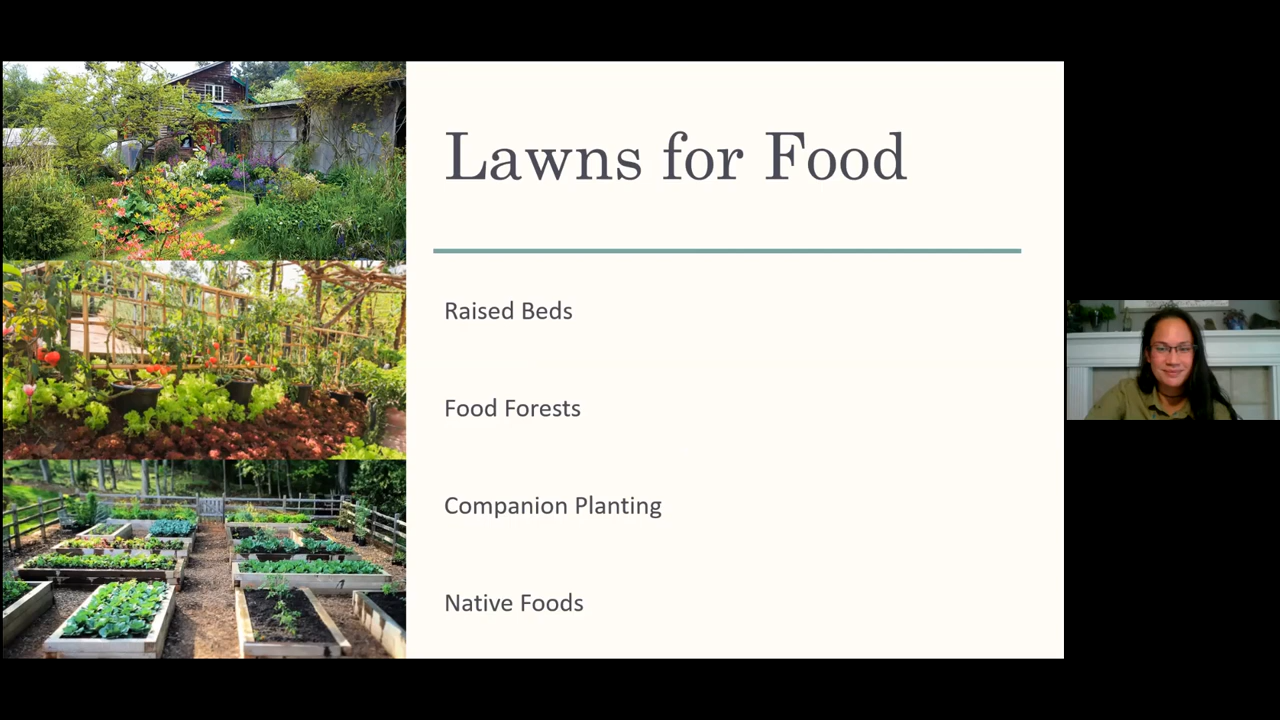 Lawns for Food
Raised Beds
Food Forests
Companion Planting
Native Foods